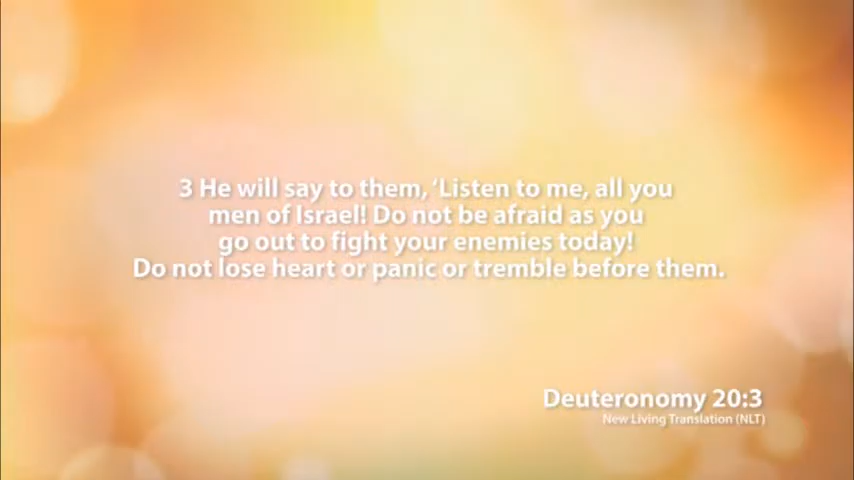 3 He will say to them, ‘Listen to me, all you
men of Israel! Do not be afraid as you
go out to fight your enemies today!
Do not lose heart or panic or tremble before them.
Deuteronomy 20:3
New Living Translation (NLT)